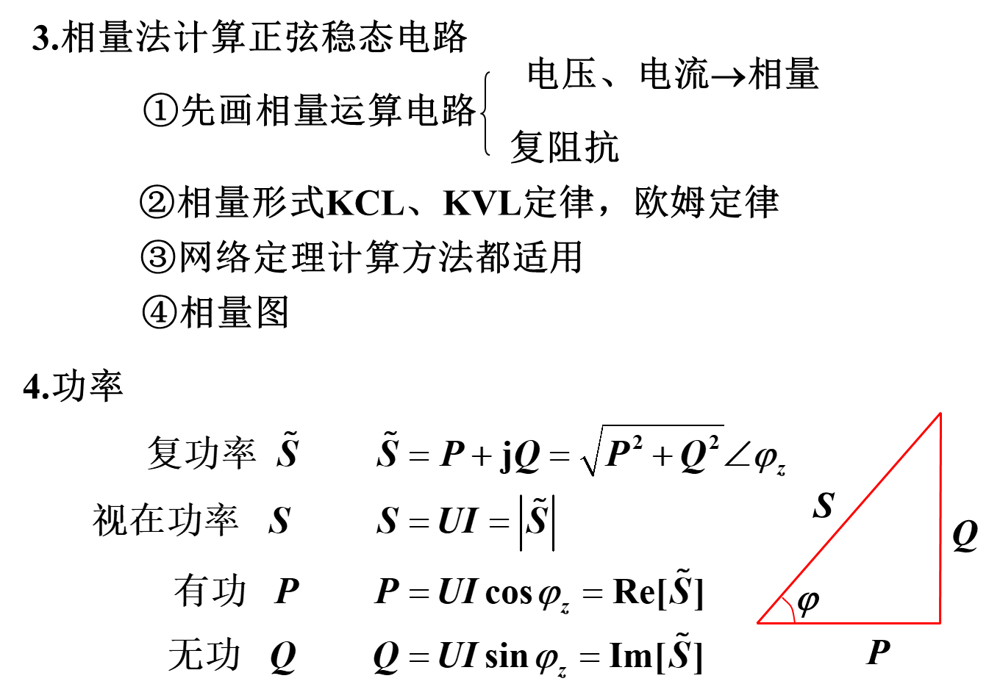 3.相量法计算正弦稳态电路
电压、电流→相量
①先画相量运算电路
复阻抗
②相量形式KCL、KVL定律，欧姆定律
③网络定理计算方法都适用
④相量图
4.功率
复功率 S̃ S̃ = P + jQ = √(P² + Q²)∠φ_z
视在功率 S S = UI = |S̃|
有功 P P = UI cos φ_z = Re[S̃]
无功 Q Q = UI sin φ_z = Im[S̃]
S
Q
φ
P